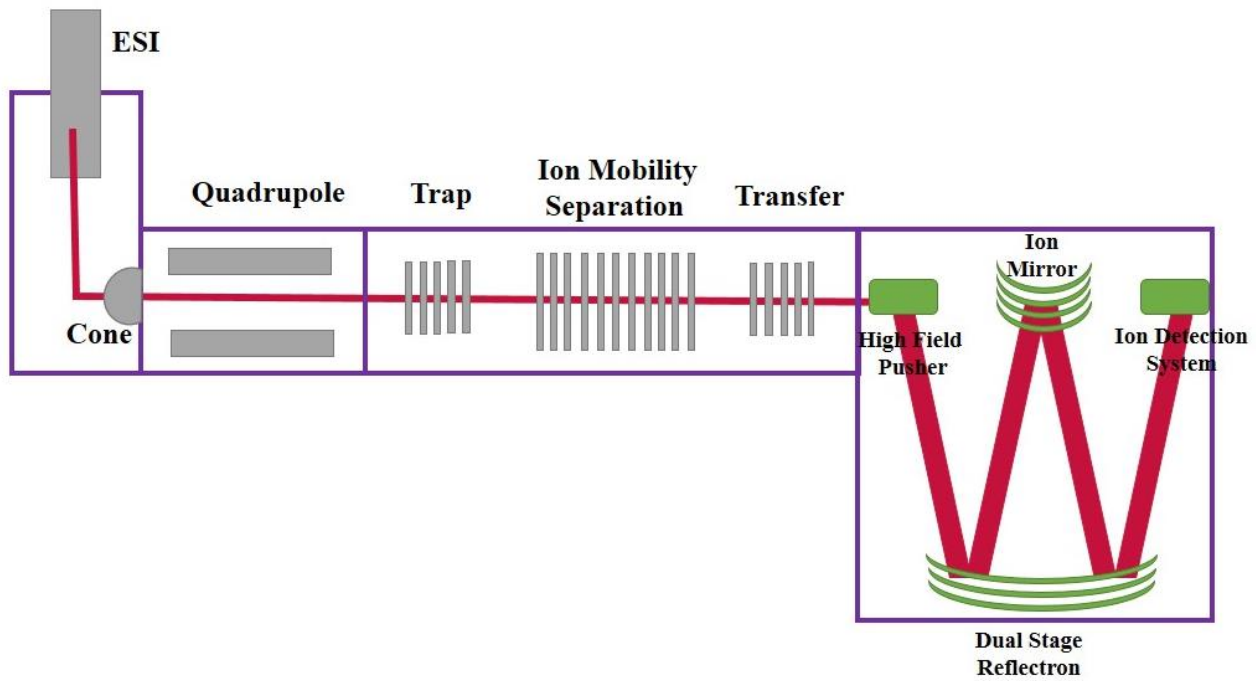 ESI
Cone
Quadrupole
Trap
Ion Mobility
Separation
Transfer
High Field
Pusher
Ion
Mirror
Ion Detection
System
Dual Stage
Reflectron